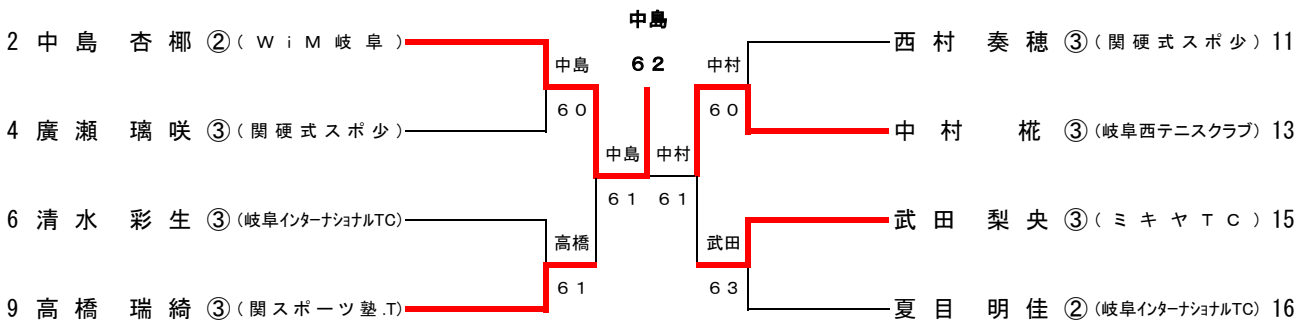 中島
2 中島 杏椰 ② (WiM岐阜)
西村 奏穂 ③ (関硬式スポ少) 11
中島 ６２ 中村
６０ ６０
4 廣瀬 璃咲 ③ (関硬式スポ少)
中村 椛 ③ (岐阜西テニスクラブ) 13
中島 中村
６１ ６１
6 清水 彩生 ③ (岐阜インターナショナルTC)
武田 梨央 ③ (ミキヤTC) 15
高橋 武田
６１ ６３
9 高橋 瑞綺 ③ (関スポーツ塾.T)
夏目 明佳 ② (岐阜インターナショナルTC) 16